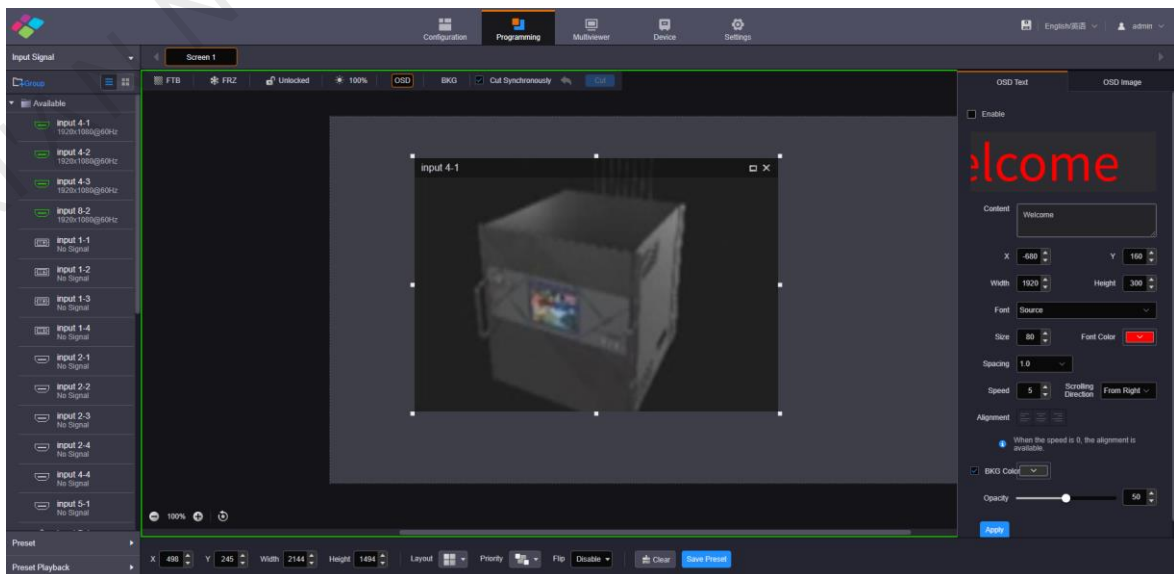 Configuration
Programming
Multiviewer
Device
Settings
English/英语
admin
Input Signal
Screen 1
Group
FTB
FRZ
Unlocked
100%
OSD
BKG
Cut Synchronously
Cut
OSD Text
OSD Image
Available
input 4-1
1920x1080@60Hz
input 4-2
1920x1080@60Hz
input 4-3
1920x1080@60Hz
input 8-2
1920x1080@60Hz
input 1-1
No Signal
input 1-2
No Signal
input 1-3
No Signal
input 1-4
No Signal
input 2-1
No Signal
input 2-2
No Signal
input 2-3
No Signal
input 2-4
No Signal
input 4-4
No Signal
input 5-1
No Signal
Preset
Preset Playback
input 4-1
100%
X 498 Y 245 Width 2144 Height 1494 Layout Priority Flip Disable Clear Save Preset
Enable
elcome
Content Welcome
X -680 Y 160
Width 1920 Height 300
Font Source
Size 80 Font Color
Spacing 1.0
Speed 5 Scrolling Direction From Right
Alignment
When the speed is 0, the alignment is
available.
BKG Color
Opacity 50
Apply